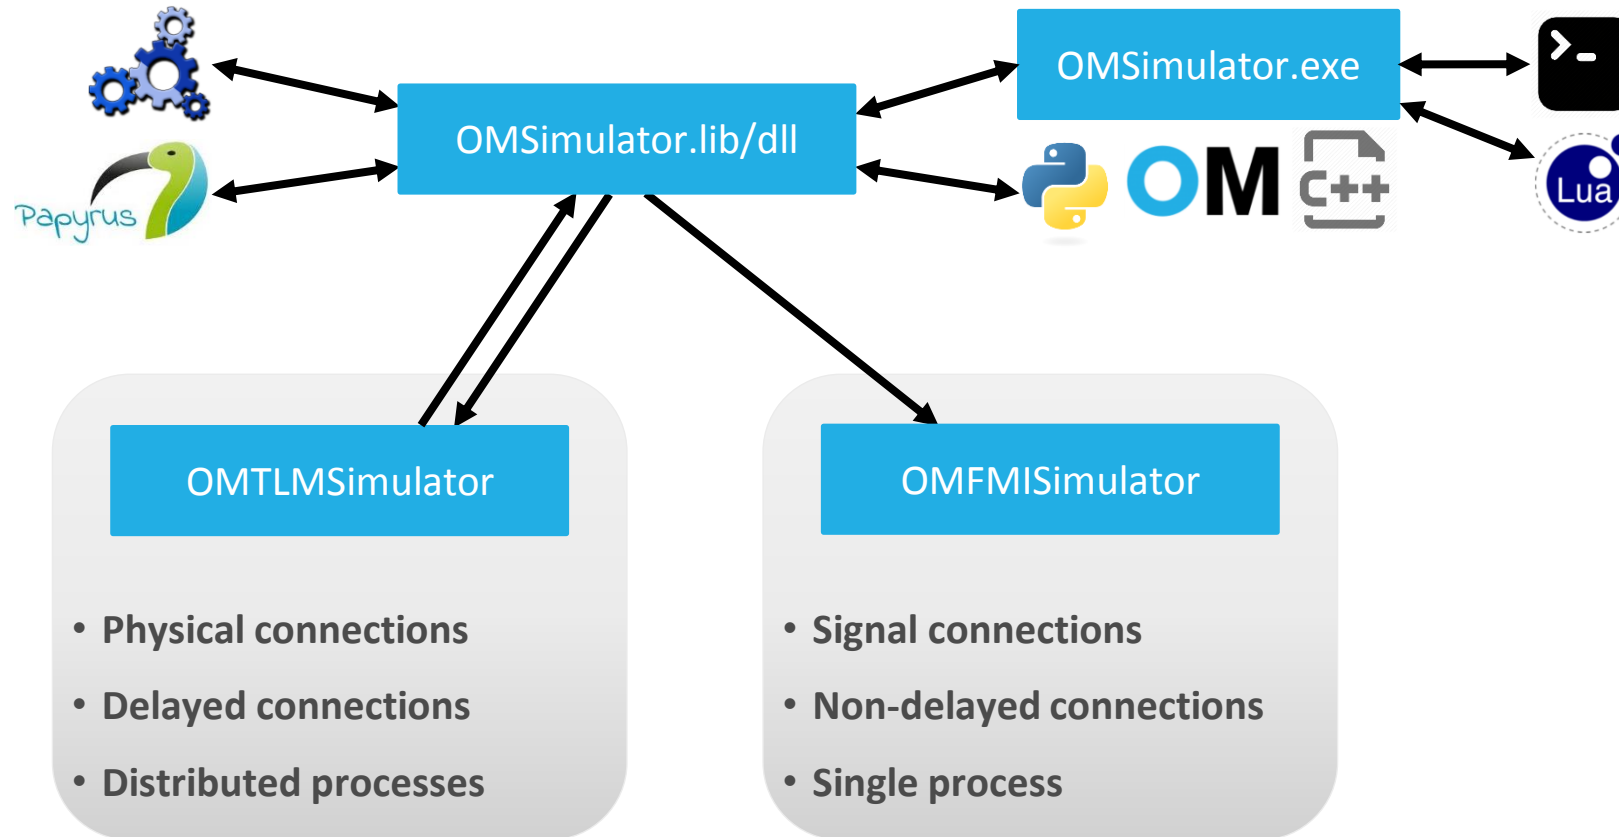 OMSimulator.exe
>_
OMSimulator.lib/dll
Papyrus
OM
C++
Lua
OMTLMSimulator
OMFMISimulator
• Physical connections
• Delayed connections
• Distributed processes
• Signal connections
• Non-delayed connections
• Single process